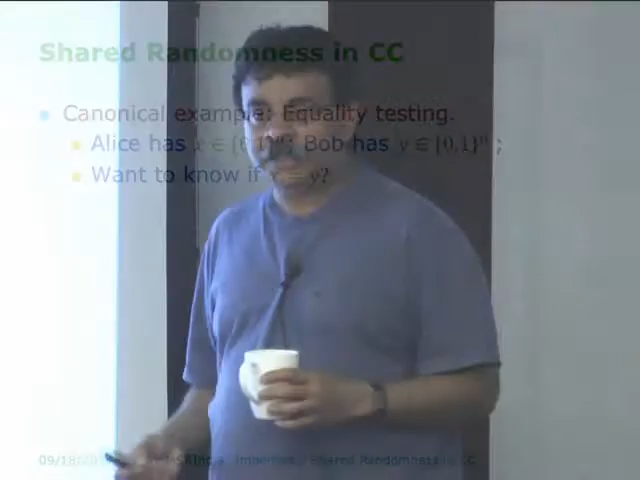 Shared Randomness in CC
Canonical example: Equality testing.
Alice has x ∈ {0,1}ⁿ; Bob has y ∈ {0,1}ⁿ;
Want to know if x = y?
Imperfectly Shared Randomness in CC